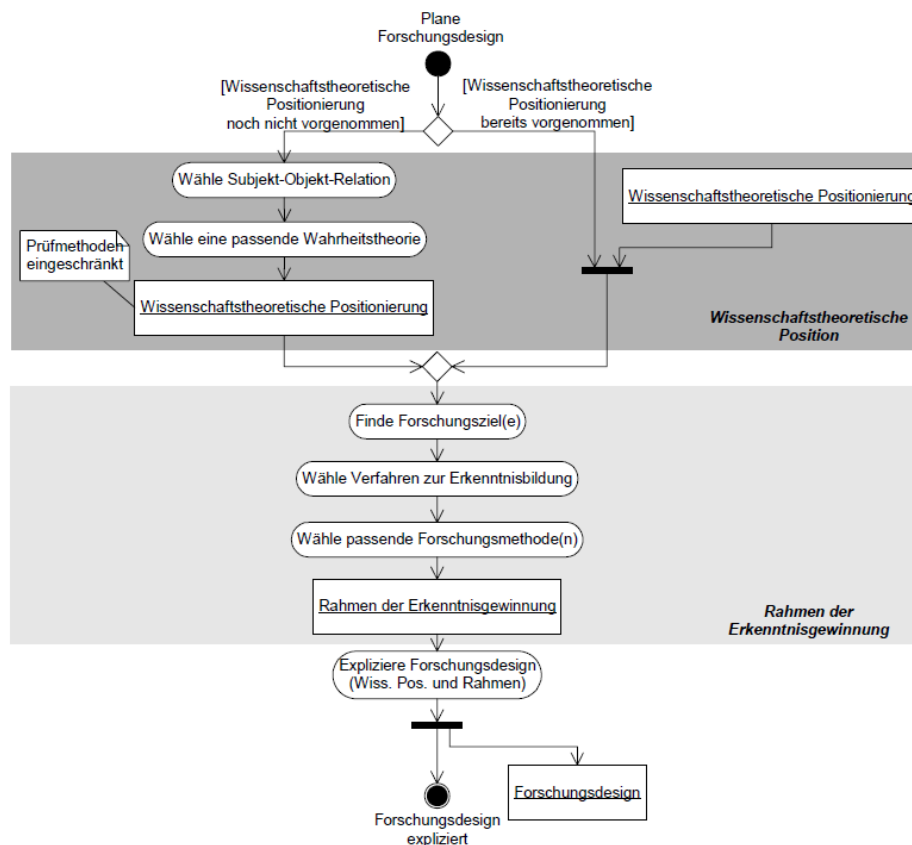 Plane
Forschungsdesign
[Wissenschaftstheoretische
Positionierung
noch nicht vorgenommen]
[Wissenschaftstheoretische
Positionierung
bereits vorgenommen]
Wähle Subjekt-Objekt-Relation
Wissenschaftstheoretische Positionierung
Wähle eine passende Wahrheitstheorie
Prüfmethoden
eingeschränkt
Wissenschaftstheoretische Positionierung
Wissenschaftstheoretische
Position
Finde Forschungsziel(e)
Wähle Verfahren zur Erkenntnisbildung
Wähle passende Forschungsmethode(n)
Rahmen der Erkenntnisgewinnung
Rahmen der
Erkenntnisgewinnung
Expliziere Forschungsdesign
(Wiss. Pos. und Rahmen)
Forschungsdesign
Forschungsdesign
expliziert